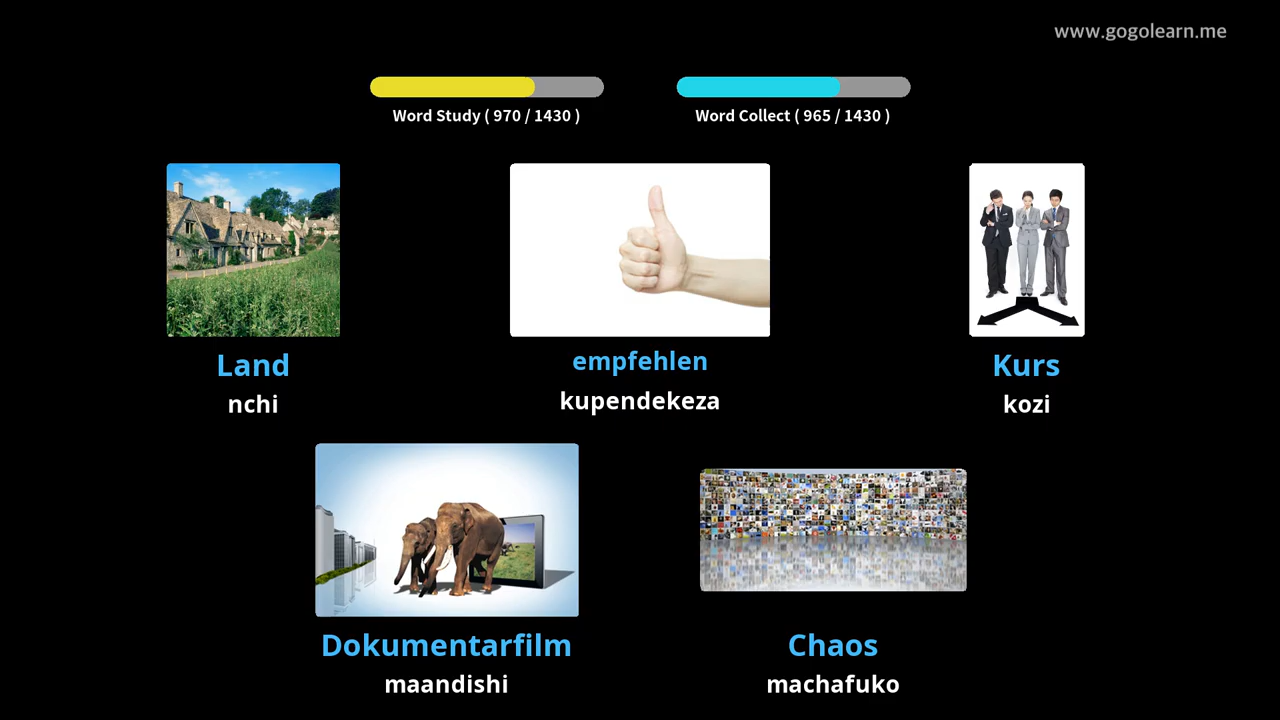 www.gogolearn.me
Word Study ( 970 / 1430 )
Word Collect ( 965 / 1430 )
Land
nchi
empfehlen
kupendekeza
Kurs
kozi
Dokumentarfilm
maandishi
Chaos
machafuko